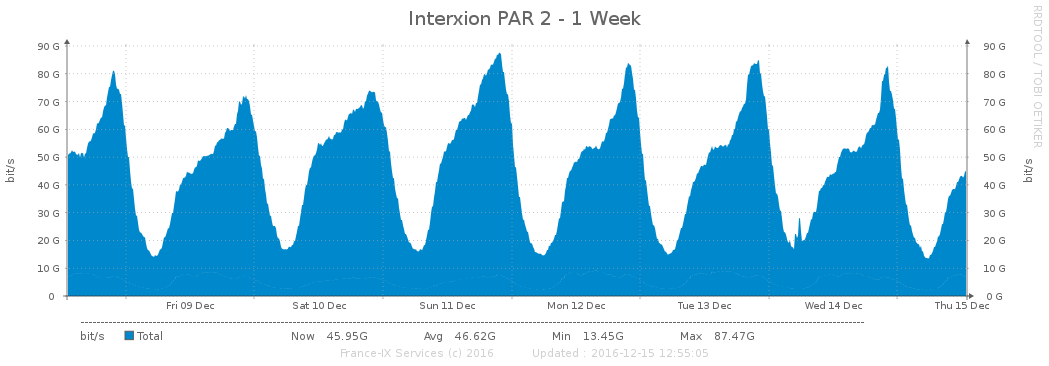 Interxion PAR 2 - 1 Week
RRDTOOL / TOBI OETIKER
90 G 90 G
80 G 80 G
70 G 70 G
60 G 60 G
50 G 50 G
40 G 40 G
30 G 30 G
20 G 20 G
10 G 10 G
0 0 G
bit/s
bit/s
Fri 09 Dec Sat 10 Dec Sun 11 Dec Mon 12 Dec Tue 13 Dec Wed 14 Dec Thu 15 Dec
bit/s Total Now 45.95G Avg 46.62G Min 13.45G Max 87.47G
France-IX Services (c) 2016 Updated : 2016-12-15 12:55:05